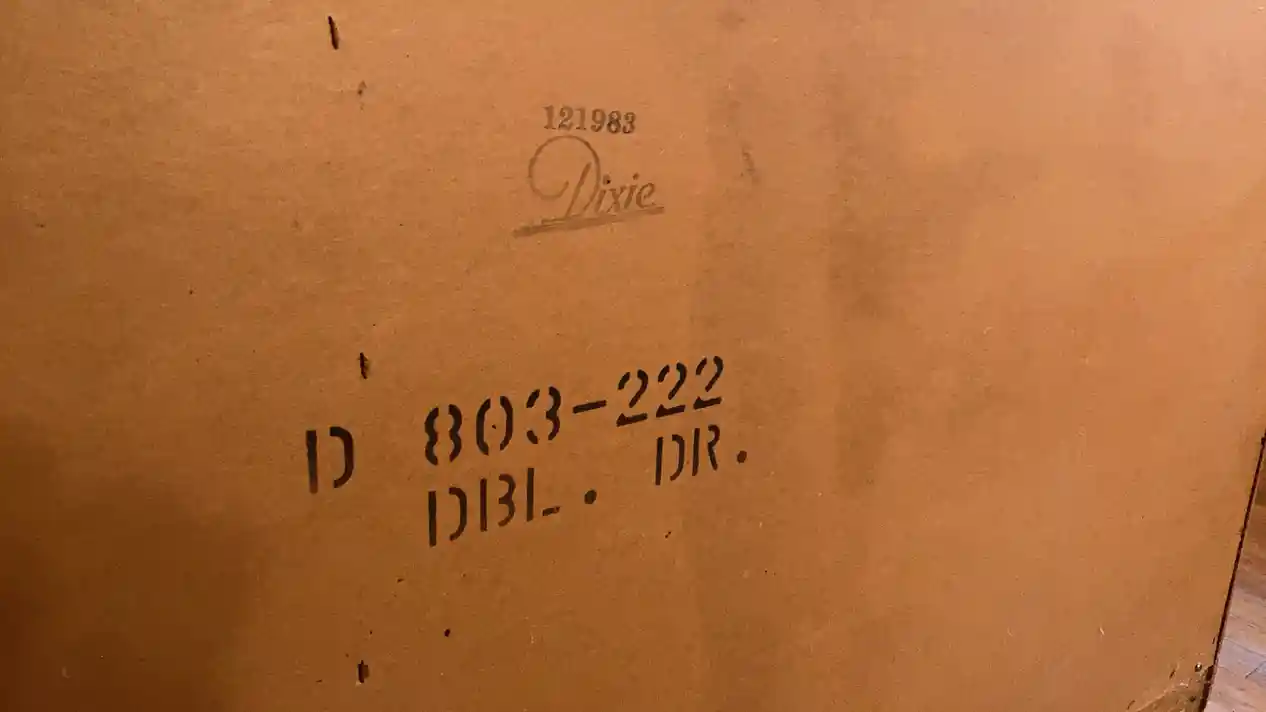 121983
Dixie
D 803-222
DBL. DR.